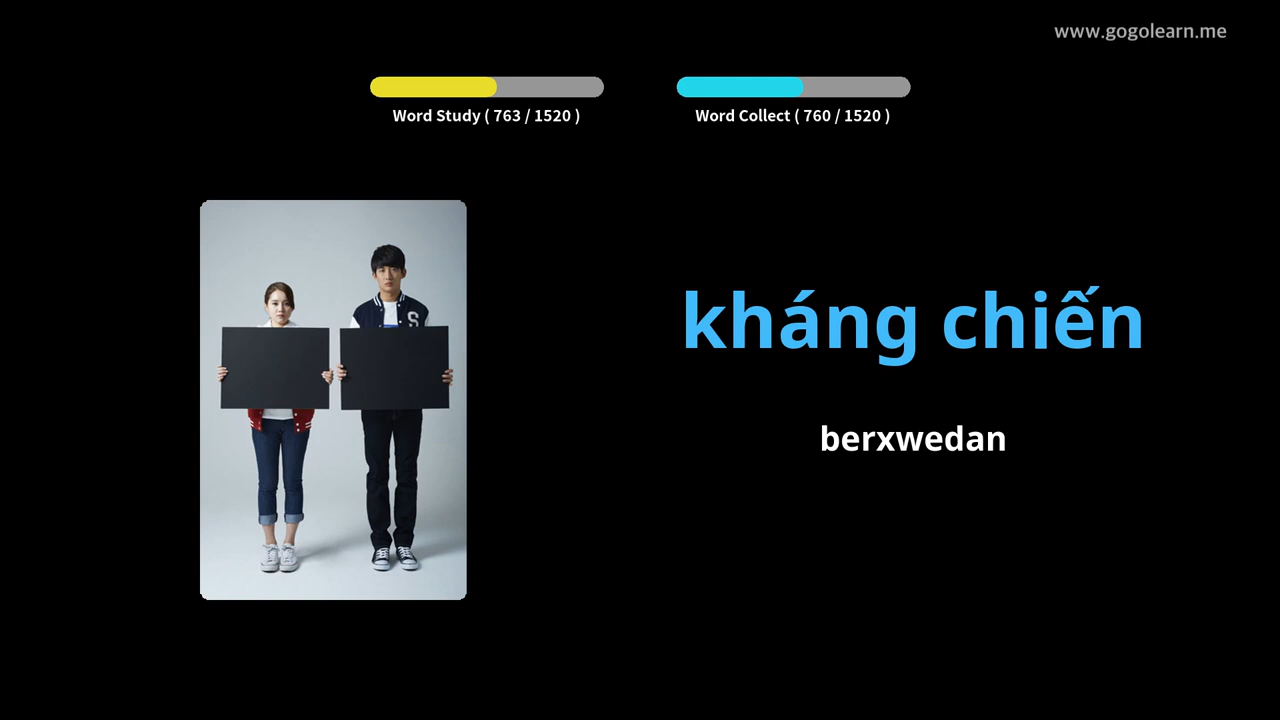 www.gogolearn.me
Word Study ( 763 / 1520 )
Word Collect ( 760 / 1520 )
S
kháng chiến
berxwedan